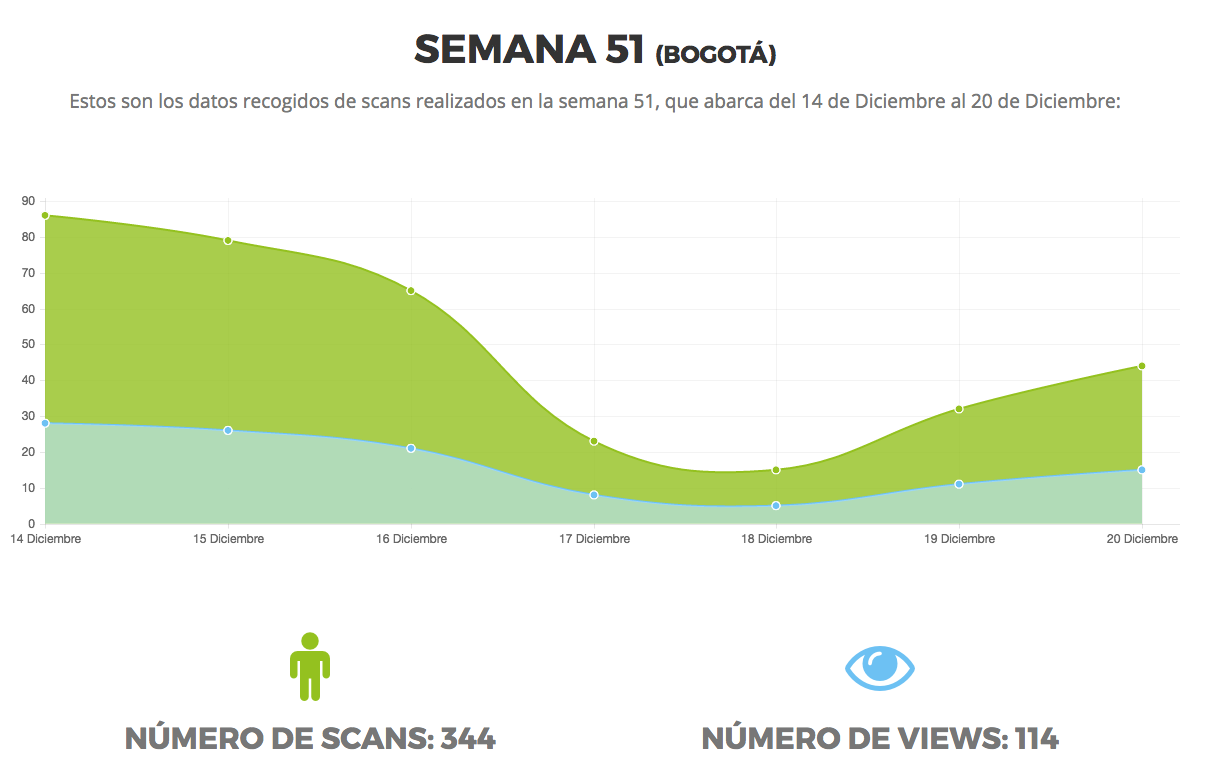 SEMANA 51 (BOGOTÁ)
Estos son los datos recogidos de scans realizados en la semana 51, que abarca del 14 de Diciembre al 20 de Diciembre:
90
80
70
60
50
40
30
20
10
0
14 Diciembre 15 Diciembre 16 Diciembre 17 Diciembre 18 Diciembre 19 Diciembre 20 Diciembre
NÚMERO DE SCANS: 344 NÚMERO DE VIEWS: 114